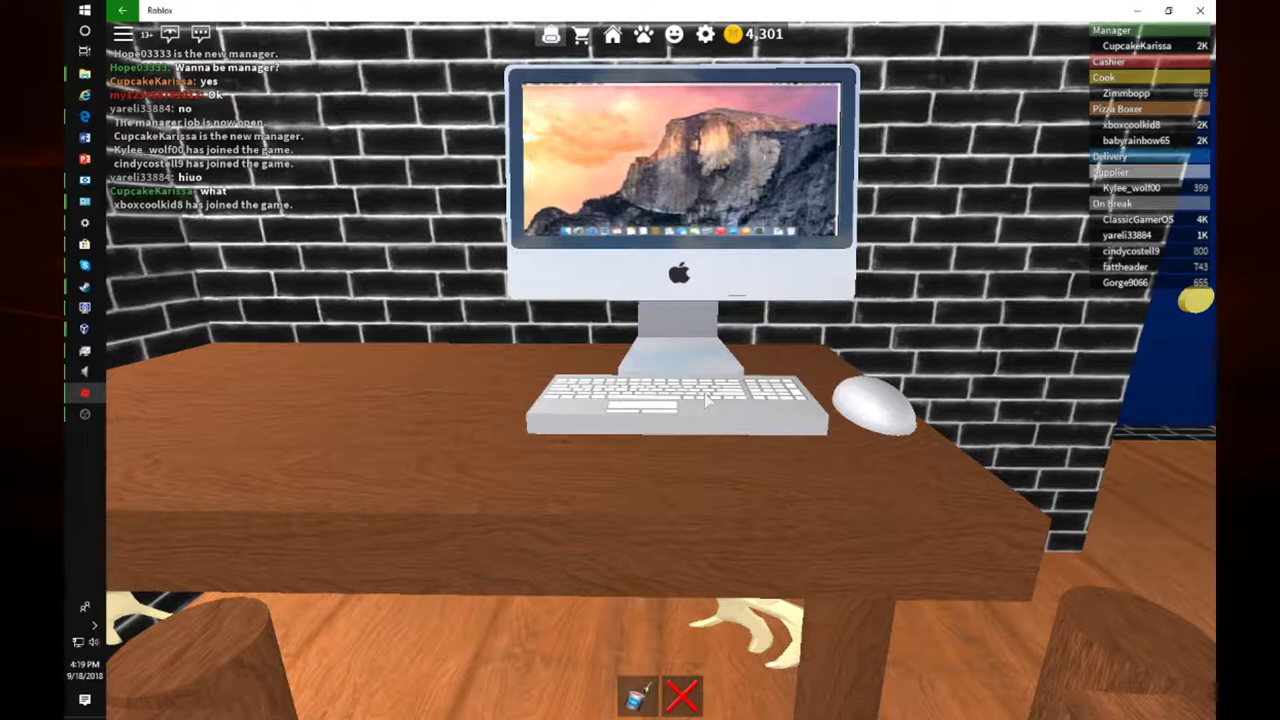 Roblox
13+
4,301
Hope03333 is the new manager.
Hope03333: Wanna be manager?
CupcakeKarissa: yes
Ok
yareli33884: no
The manager job is now open.
CupcakeKarissa is the new manager.
Kylee_wolf00 has joined the game.
cindycostell9 has joined the game.
yareli33884: hiuo
CupcakeKarissa: what
xboxcoolkid8 has joined the game.
Manager
CupcakeKarissa 2K
Cashier
Cook
Zimmbopp 855
Pizza Boxer
xboxcoolkid8 2K
babyrainbow65 2K
Delivery
Supplier
Kylee_wolf00 399
On Break
ClassicGamerOS 4K
yareli33884 1K
cindycostell9 800
fattheader 743
Gorge9066 655
4:19 PM
9/18/2018